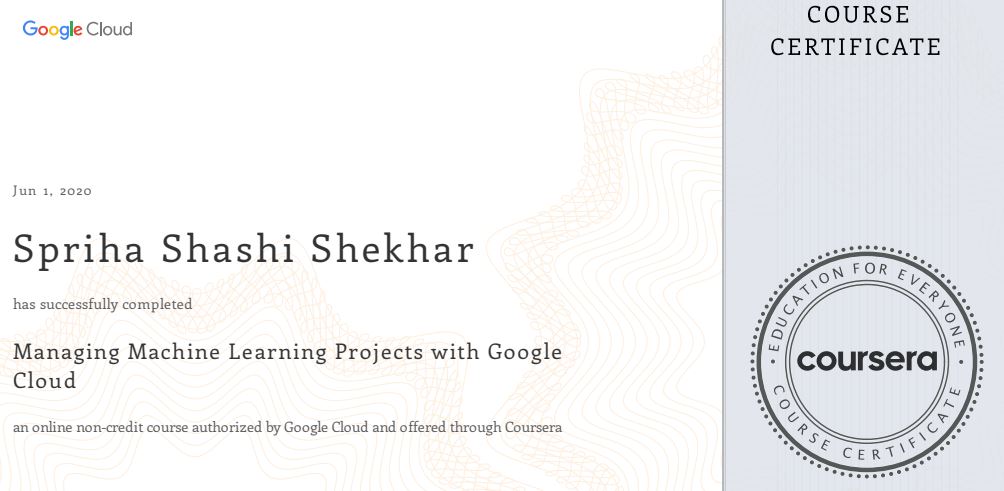 Google Cloud
COURSE
CERTIFICATE
Jun 1, 2020
Spriha Shashi Shekhar
has successfully completed
Managing Machine Learning Projects with Google
Cloud
an online non-credit course authorized by Google Cloud and offered through Coursera
EDUCATION FOR EVERYONE
coursera
COURSE CERTIFICATE